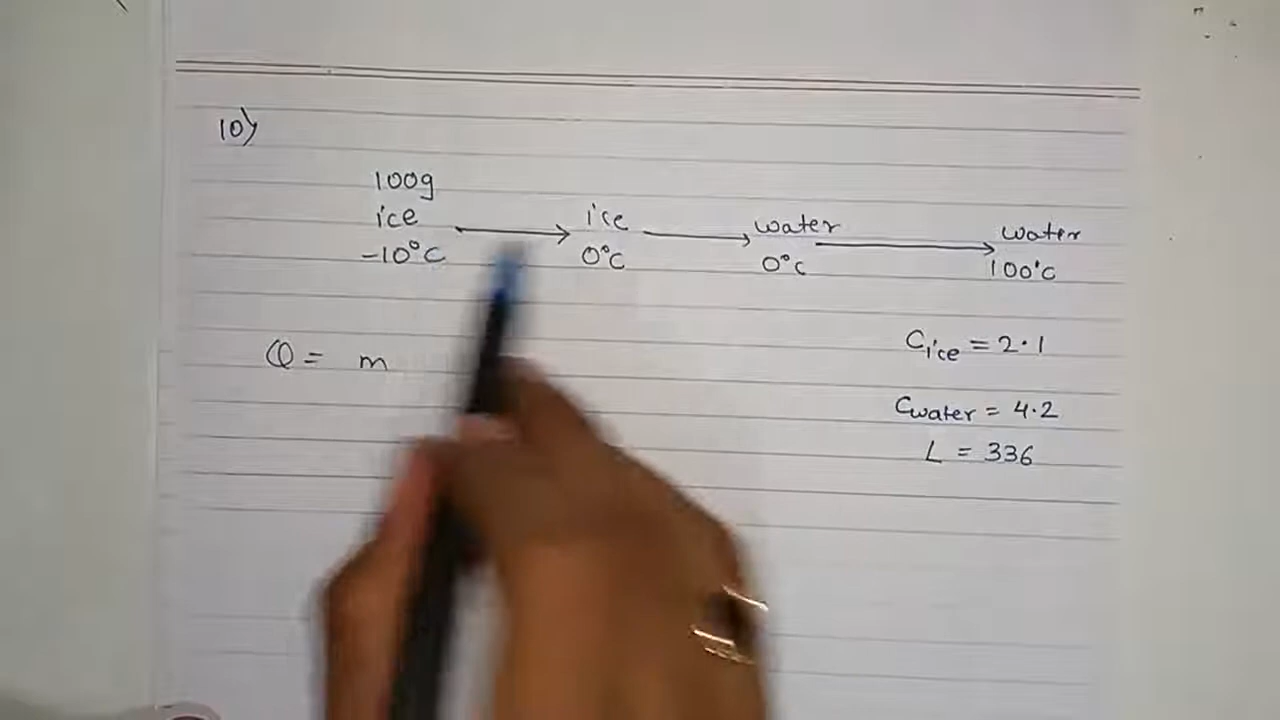 10)
100g
ice → ice → water → water
-10°C 0°C 0°C 100°C
Q = m
Cice = 2.1
Cwater = 4.2
L = 336